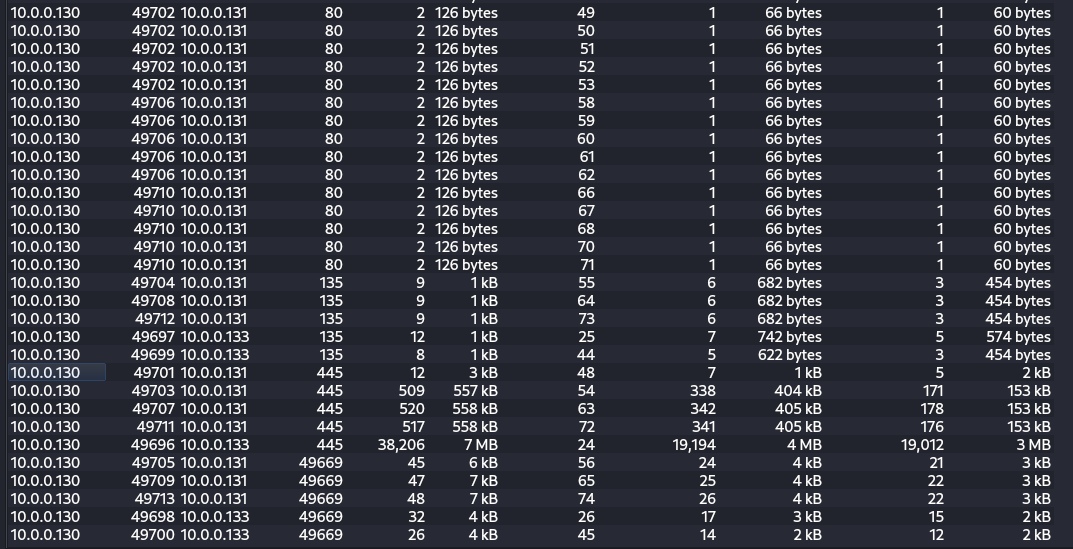 10.0.0.130 49702 10.0.0.131 80 2 126 bytes 49 1 66 bytes 1 60 bytes
10.0.0.130 49702 10.0.0.131 80 2 126 bytes 50 1 66 bytes 1 60 bytes
10.0.0.130 49702 10.0.0.131 80 2 126 bytes 51 1 66 bytes 1 60 bytes
10.0.0.130 49702 10.0.0.131 80 2 126 bytes 52 1 66 bytes 1 60 bytes
10.0.0.130 49702 10.0.0.131 80 2 126 bytes 53 1 66 bytes 1 60 bytes
10.0.0.130 49706 10.0.0.131 80 2 126 bytes 58 1 66 bytes 1 60 bytes
10.0.0.130 49706 10.0.0.131 80 2 126 bytes 59 1 66 bytes 1 60 bytes
10.0.0.130 49706 10.0.0.131 80 2 126 bytes 60 1 66 bytes 1 60 bytes
10.0.0.130 49706 10.0.0.131 80 2 126 bytes 61 1 66 bytes 1 60 bytes
10.0.0.130 49706 10.0.0.131 80 2 126 bytes 62 1 66 bytes 1 60 bytes
10.0.0.130 49710 10.0.0.131 80 2 126 bytes 66 1 66 bytes 1 60 bytes
10.0.0.130 49710 10.0.0.131 80 2 126 bytes 67 1 66 bytes 1 60 bytes
10.0.0.130 49710 10.0.0.131 80 2 126 bytes 68 1 66 bytes 1 60 bytes
10.0.0.130 49710 10.0.0.131 80 2 126 bytes 70 1 66 bytes 1 60 bytes
10.0.0.130 49710 10.0.0.131 80 2 126 bytes 71 1 66 bytes 1 60 bytes
10.0.0.130 49704 10.0.0.131 135 9 1 kB 55 6 682 bytes 3 454 bytes
10.0.0.130 49708 10.0.0.131 135 9 1 kB 64 6 682 bytes 3 454 bytes
10.0.0.130 49712 10.0.0.131 135 9 1 kB 73 6 682 bytes 3 454 bytes
10.0.0.130 49697 10.0.0.133 135 12 1 kB 25 7 742 bytes 5 574 bytes
10.0.0.130 49699 10.0.0.133 135 8 1 kB 44 5 622 bytes 3 454 bytes
10.0.0.130 49701 10.0.0.131 445 12 3 kB 48 7 1 kB 5 2 kB
10.0.0.130 49703 10.0.0.131 445 509 557 kB 54 338 404 kB 171 153 kB
10.0.0.130 49707 10.0.0.131 445 520 558 kB 63 342 405 kB 178 153 kB
10.0.0.130 49711 10.0.0.131 445 517 558 kB 72 341 405 kB 176 153 kB
10.0.0.130 49696 10.0.0.133 445 38,206 7 MB 24 19,194 4 MB 19,012 3 MB
10.0.0.130 49705 10.0.0.131 49669 45 6 kB 56 24 4 kB 21 3 kB
10.0.0.130 49709 10.0.0.131 49669 47 7 kB 65 25 4 kB 22 3 kB
10.0.0.130 49713 10.0.0.131 49669 48 7 kB 74 26 4 kB 22 3 kB
10.0.0.130 49698 10.0.0.133 49669 32 4 kB 26 17 3 kB 15 2 kB
10.0.0.130 49700 10.0.0.133 49669 26 4 kB 45 14 2 kB 12 2 kB